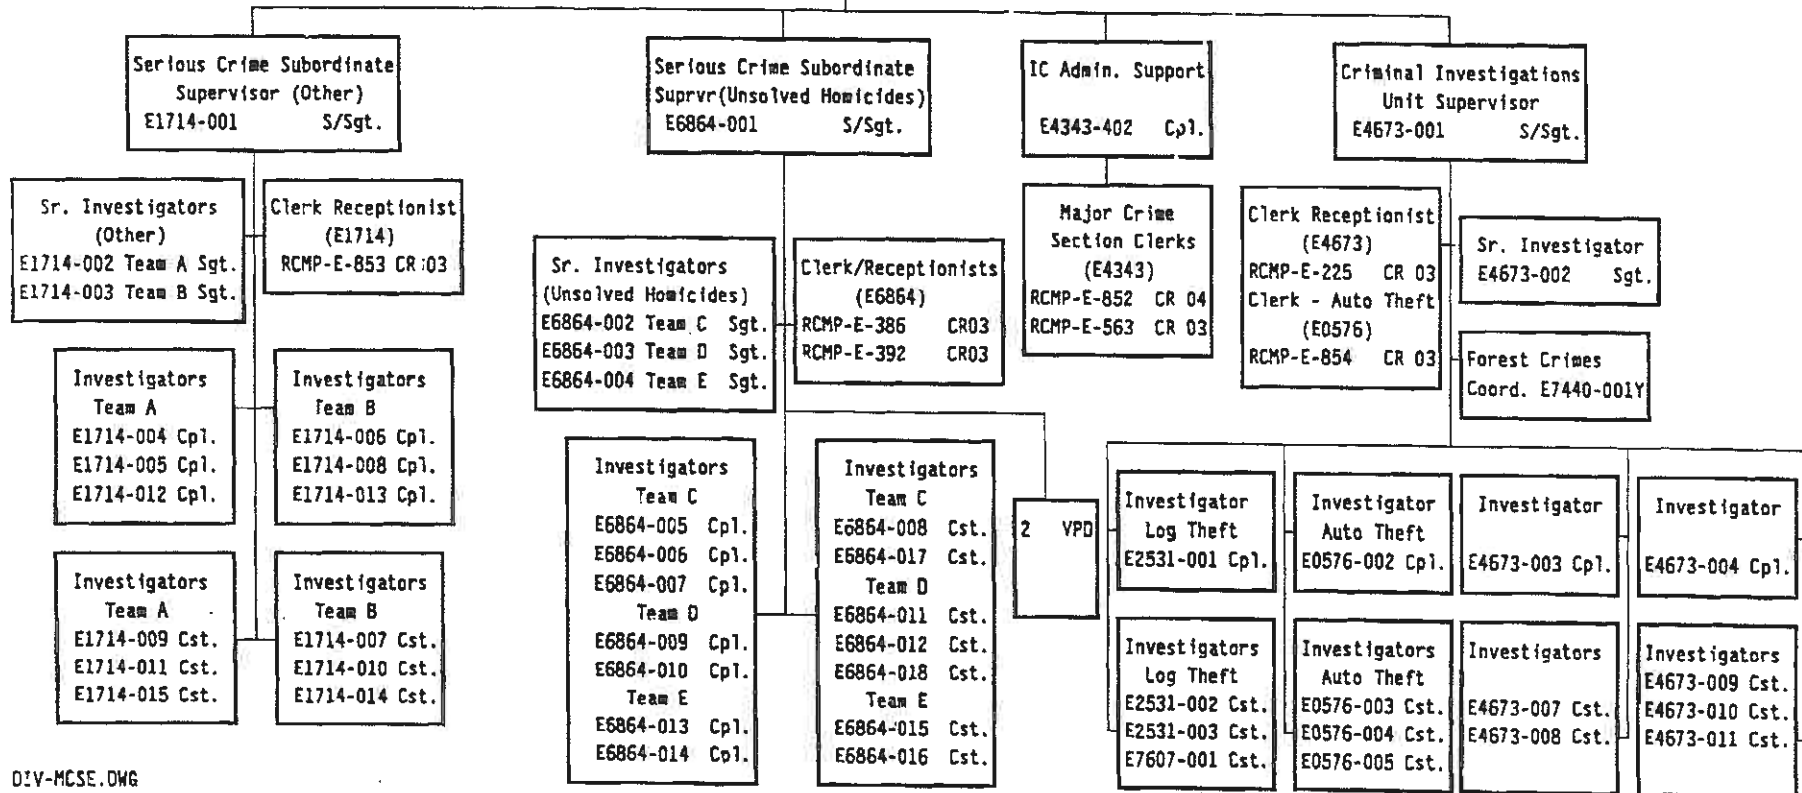 Serious Crime Subordinate
Supervisor (Other)
E1714-001 S/Sgt.
Serious Crime Subordinate
Suprvr(Unsolved Homicides)
E6864-001 S/Sgt.
IC Admin. Support
E4343-402 Cpl.
Criminal Investigations
Unit Supervisor
E4673-001 S/Sgt.
Sr. Investigators
(Other)
E1714-002 Team A Sgt.
E1714-003 Team B Sgt.
Clerk Receptionist
(E1714)
RCMP-E-853 CR 03
Sr. Investigators
(Unsolved Homicides)
E6864-002 Team C Sgt.
E6864-003 Team D Sgt.
E6864-004 Team E Sgt.
Clerk/Receptionists
(E6864)
RCMP-E-386 CR03
RCMP-E-392 CR03
Major Crime
Section Clerks
(E4343)
RCMP-E-852 CR 04
RCMP-E-563 CR 03
Clerk Receptionist
(E4673)
RCMP-E-225 CR 03
Clerk - Auto Theft
(E0576)
RCMP-E-854 CR 03
Sr. Investigator
E4673-002 Sgt.
Forest Crimes
Coord. E7440-001Y
Investigators
Team A
E1714-004 Cpl.
E1714-005 Cpl.
E1714-012 Cpl.
Investigators
Team B
E1714-006 Cpl.
E1714-008 Cpl.
E1714-013 Cpl.
Investigators
Team A
E1714-009 Cst.
E1714-011 Cst.
E1714-015 Cst.
Investigators
Team B
E1714-007 Cst.
E1714-010 Cst.
E1714-014 Cst.
Investigators
Team C
E6864-005 Cpl.
E6864-006 Cpl.
E6864-007 Cpl.
Team D
E6864-009 Cpl.
E6864-010 Cpl.
Team E
E6864-013 Cpl.
E6864-014 Cpl.
Investigators
Team C
E6864-008 Cst.
E6864-017 Cst.
Team D
E6864-011 Cst.
E6864-012 Cst.
E6864-018 Cst.
Team E
E6864-015 Cst.
E6864-016 Cst.
2 VPD
Investigator
Log Theft
E2531-001 Cpl.
Investigator
Auto Theft
E0576-002 Cpl.
Investigator
E4673-003 Cpl.
Investigator
E4673-004 Cpl.
Investigators
Log Theft
E2531-002 Cst.
E2531-003 Cst.
E7607-001 Cst.
Investigators
Auto Theft
E0576-003 Cst.
E0576-004 Cst.
E0576-005 Cst.
Investigators
E4673-007 Cst.
E4673-008 Cst.
Investigators
E4673-009 Cst.
E4673-010 Cst.
E4673-011 Cst.
DIV-MCSE.DWG